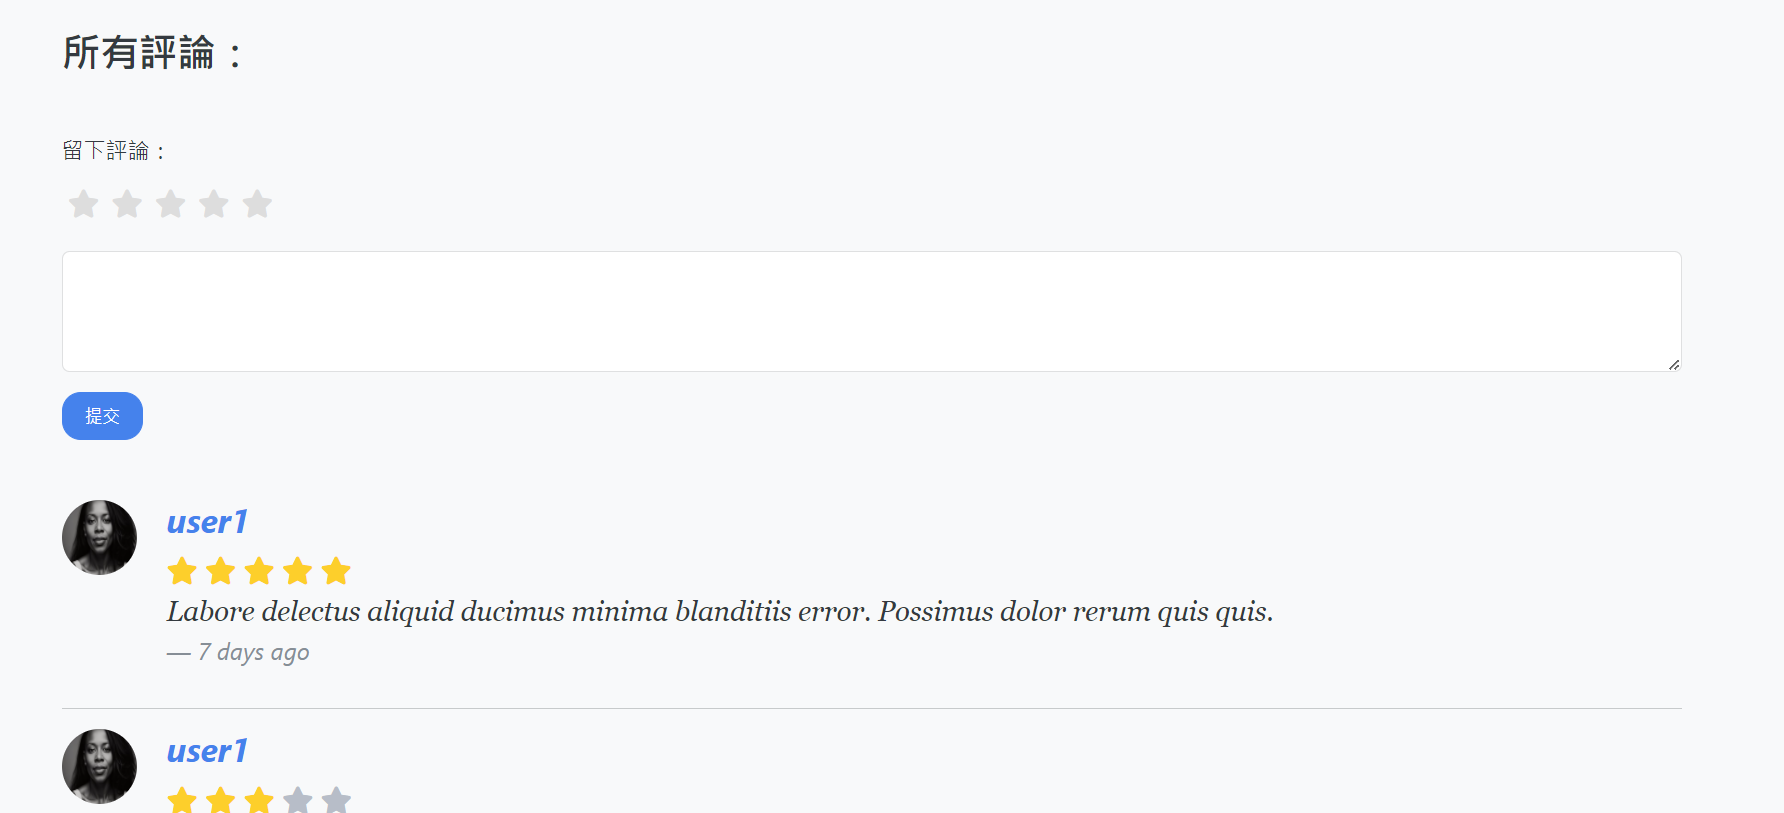 所有評論：
留下評論：
提交
user1
Labore delectus aliquid ducimus minima blanditiis error. Possimus dolor rerum quis quis.
— 7 days ago
user1